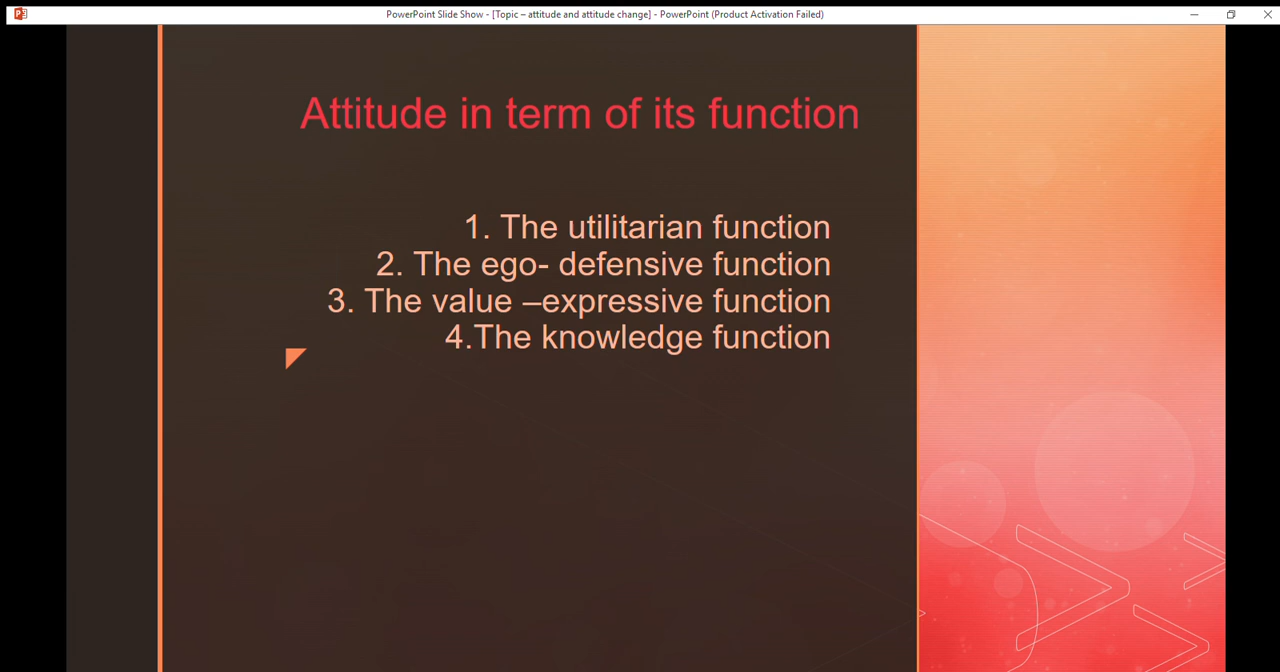 PowerPoint Slide Show - [Topic – attitude and attitude change] - PowerPoint (Product Activation Failed)
Attitude in term of its function
1. The utilitarian function
2. The ego- defensive function
3. The value –expressive function
4.The knowledge function